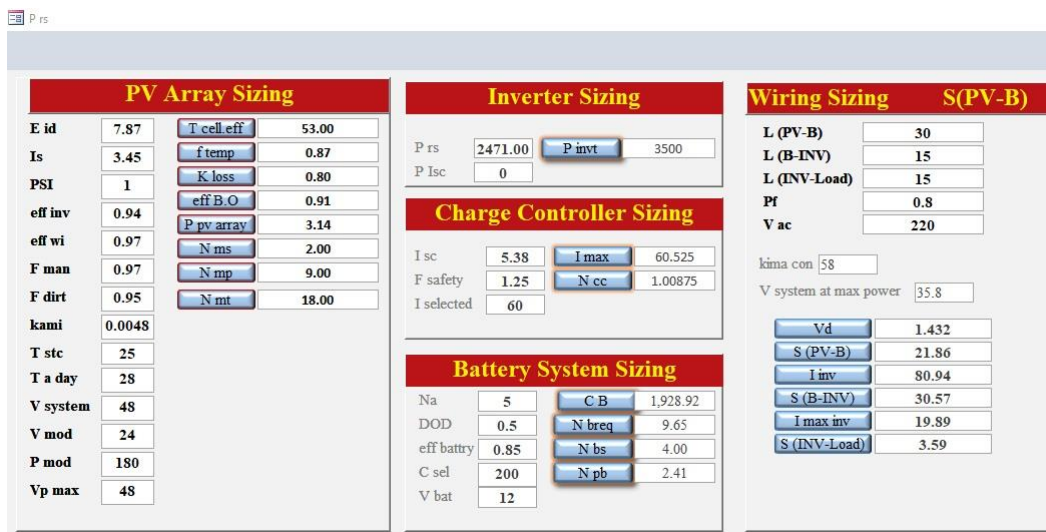 P rs
PV Array Sizing
E id 7.87 T cell.eff 53.00
Is 3.45 f temp 0.87
PSI 1 K loss 0.80
eff inv 0.94 eff B.O 0.91
eff wi 0.97 P pv array 3.14
F man 0.97 N ms 2.00
F dirt 0.95 N mp 9.00
kami 0.0048 N mt 18.00
T stc 25
T a day 28
V system 48
V mod 24
P mod 180
Vp max 48
Inverter Sizing
P rs 2471.00 P invt 3500
P Isc 0
Charge Controller Sizing
I sc 5.38 I max 60.525
F safety 1.25 N cc 1.00875
I selected 60
Battery System Sizing
Na 5 C B 1,928.92
DOD 0.5 N breq 9.65
eff battry 0.85 N bs 4.00
C sel 200 N pb 2.41
V bat 12
Wiring Sizing S(PV-B)
L (PV-B) 30
L (B-INV) 15
L (INV-Load) 15
Pf 0.8
V ac 220
kima con 58
V system at max power 35.8
Vd 1.432
S (PV-B) 21.86
I inv 80.94
S (B-INV) 30.57
I max inv 19.89
S (INV-Load) 3.59